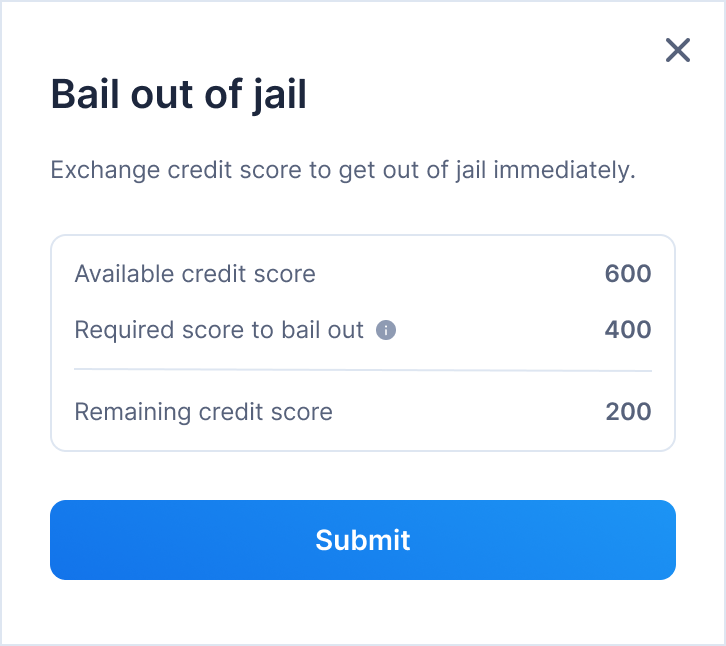 Bail out of jail
Exchange credit score to get out of jail immediately.
Available credit score 600
Required score to bail out 400
Remaining credit score 200
Submit